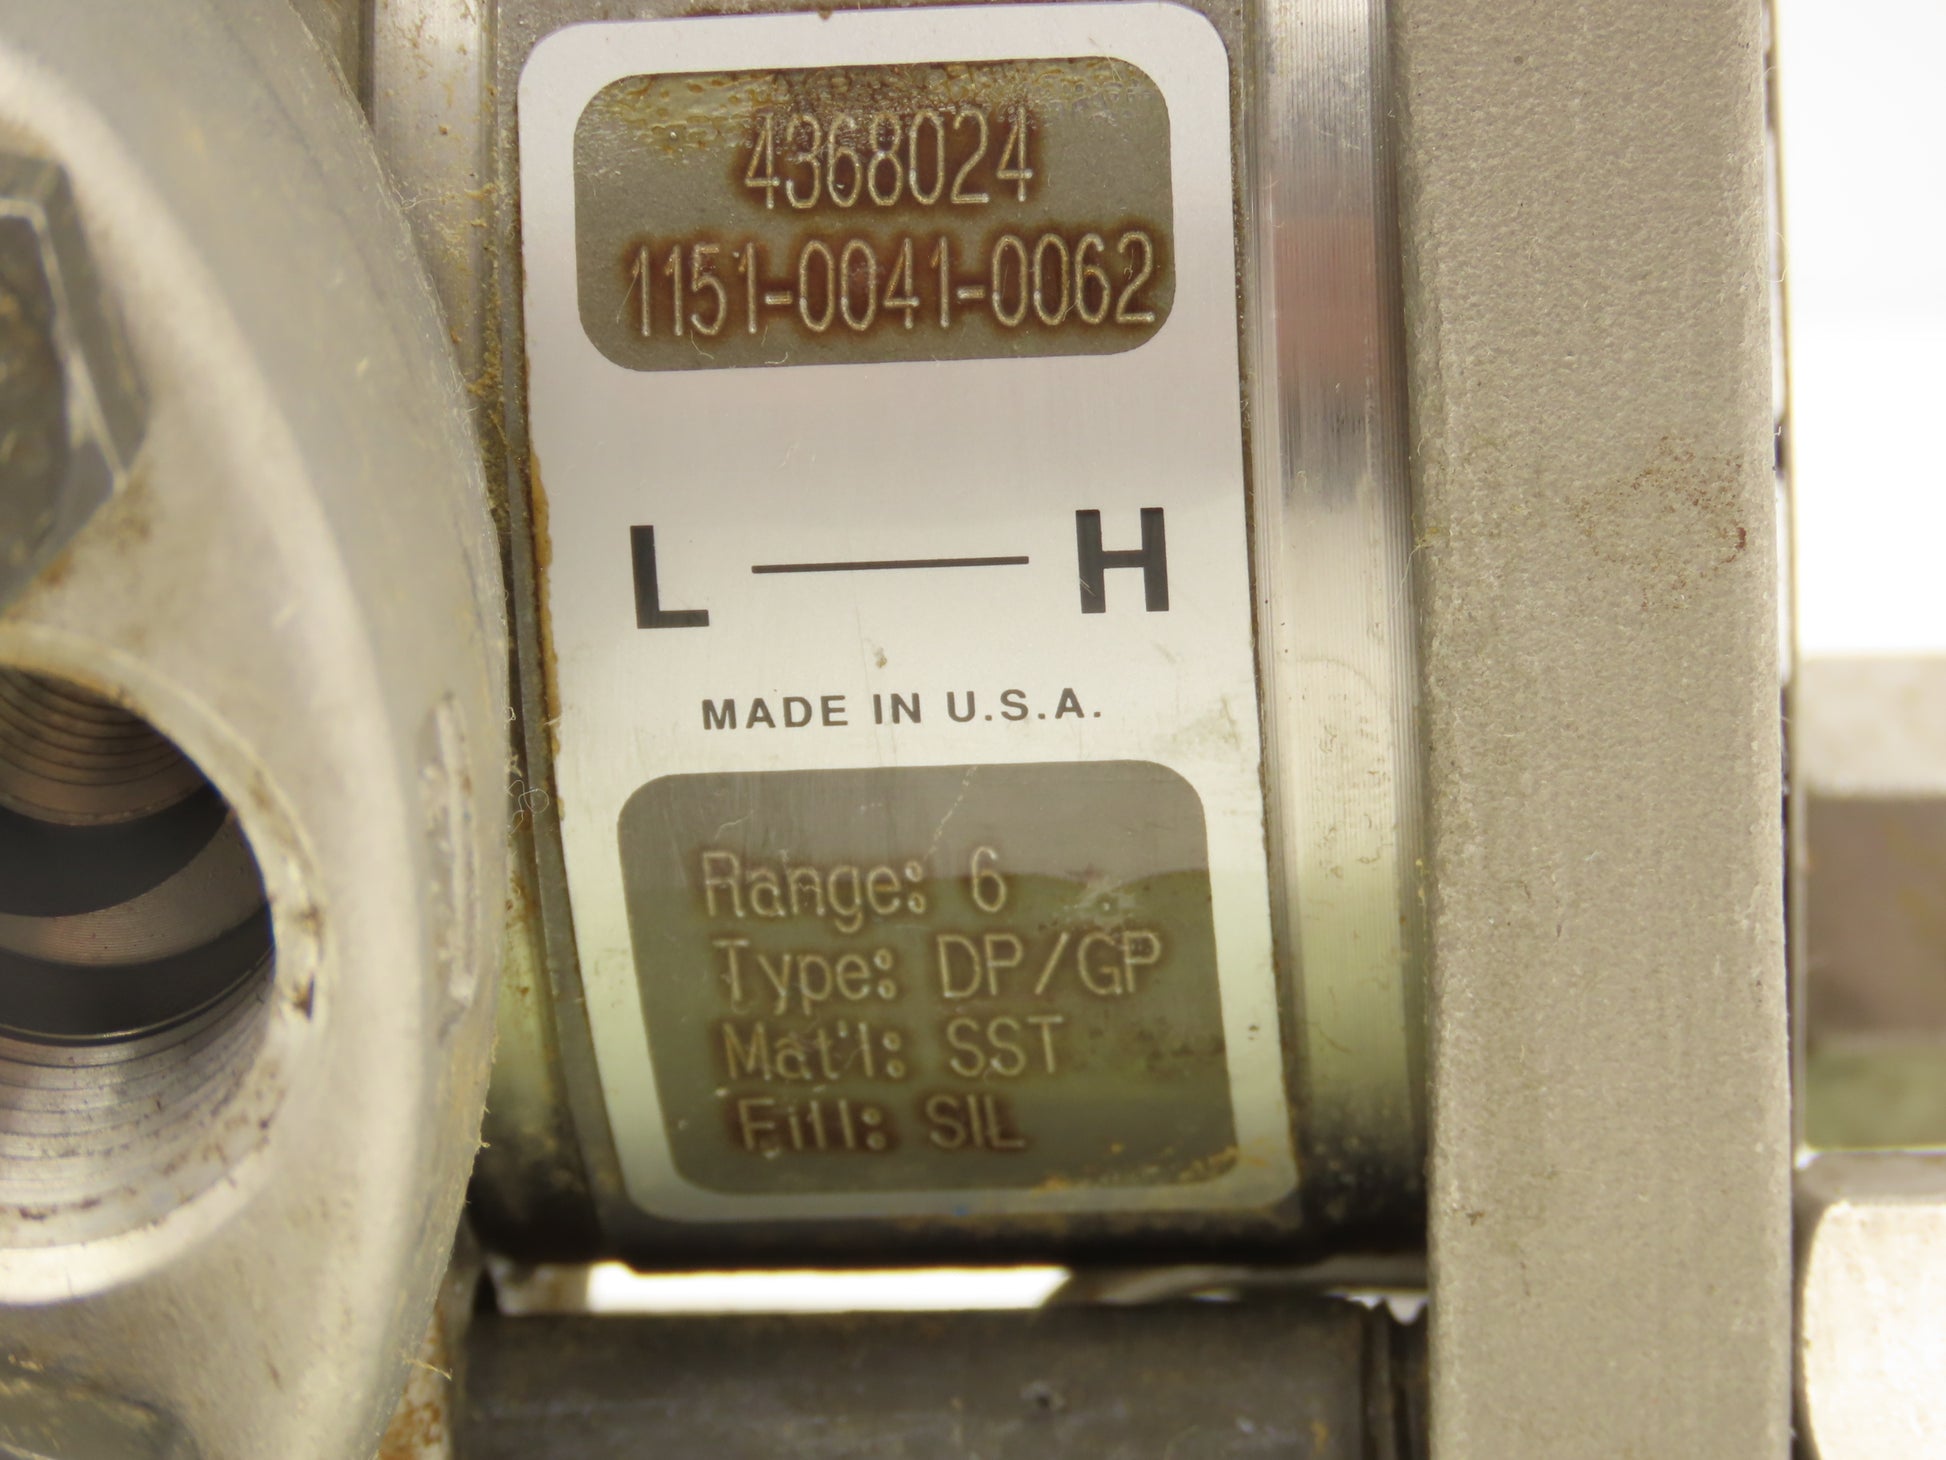 4368024
1151-0041-0062
L — H
MADE IN U.S.A.
Range: 6
Type: DP/GP
Mat'l: SST
Fill: SIL